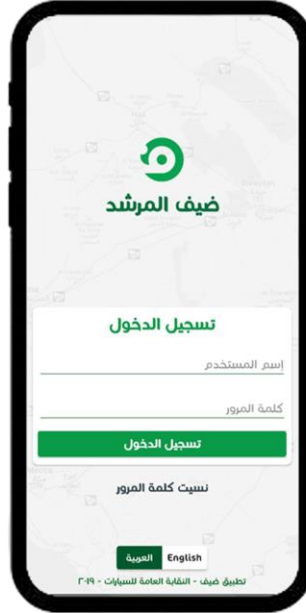 ضيف المرشد
تسجيل الدخول
إسم المستخدم
كلمة المرور
تسجيل الدخول
نسيت كلمة المرور
العربية English
تطبيق ضيف - النقابة العامة للسيارات - ٢٠١٩